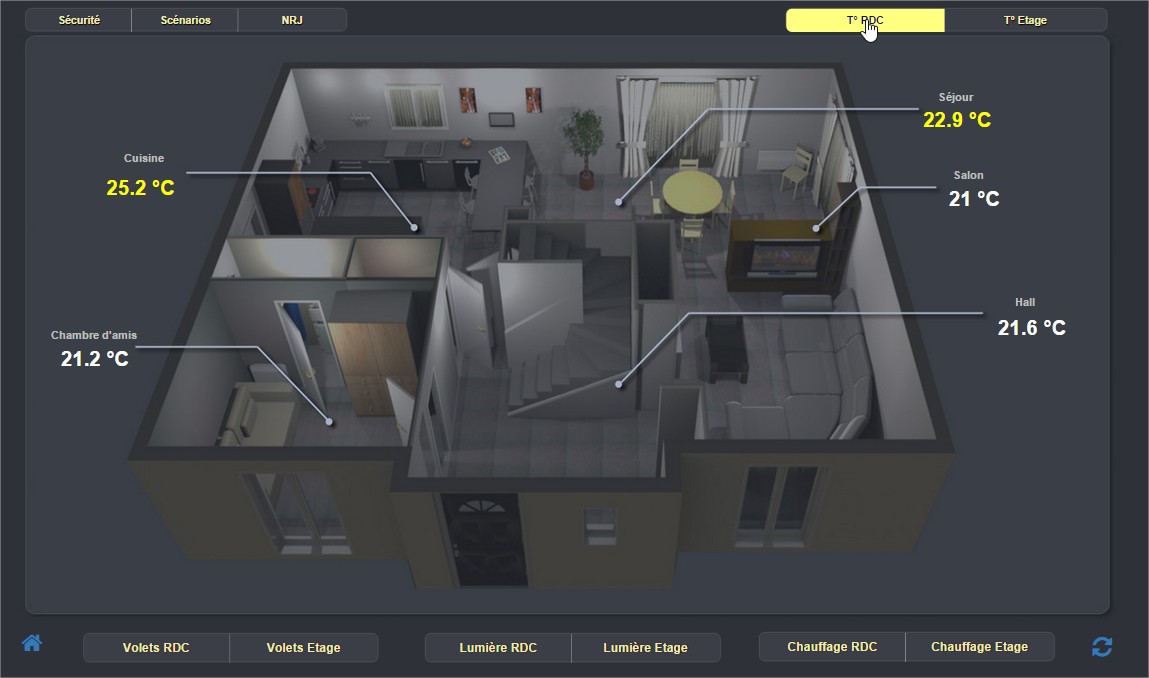 Sécurité
Scénarios
NRJ
T° RDC
T° Etage
Séjour
22.9 °C
Cuisine
25.2 °C
Salon
21 °C
Hall
21.6 °C
Chambre d'amis
21.2 °C
Volets RDC
Volets Etage
Lumière RDC
Lumière Etage
Chauffage RDC
Chauffage Etage